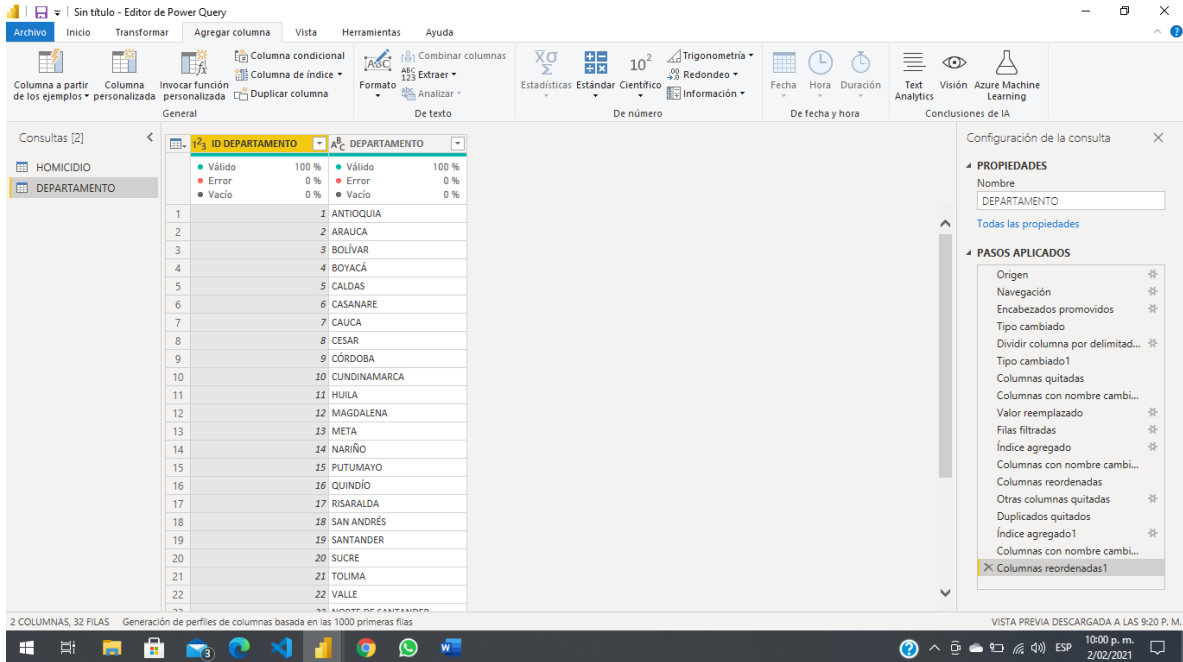 Sin título - Editor de Power Query
Archivo Inicio Transformar Agregar columna Vista Herramientas Ayuda
Columna a partir de los ejemplos
Columna personalizada
Invocar función personalizada
Columna condicional
Columna de índice
Duplicar columna
General
Formato
Combinar columnas
Extraer
Analizar
De texto
Estadísticas
Estándar
Científico
Trigonometría
Redondeo
Información
De número
Fecha
Hora
Duración
De fecha y hora
Text Analytics
Visión
Azure Machine Learning
Conclusiones de IA
Consultas [2]
HOMICIDIO
DEPARTAMENTO
ID DEPARTAMENTO DEPARTAMENTO
Válido 100 % Válido 100 %
Error 0 % Error 0 %
Vacío 0 % Vacío 0 %
1 1 ANTIOQUIA
2 2 ARAUCA
3 3 BOLÍVAR
4 4 BOYACÁ
5 5 CALDAS
6 6 CASANARE
7 7 CAUCA
8 8 CESAR
9 9 CÓRDOBA
10 10 CUNDINAMARCA
11 11 HUILA
12 12 MAGDALENA
13 13 META
14 14 NARIÑO
15 15 PUTUMAYO
16 16 QUINDÍO
17 17 RISARALDA
18 18 SAN ANDRÉS
19 19 SANTANDER
20 20 SUCRE
21 21 TOLIMA
22 22 VALLE
Configuración de la consulta
PROPIEDADES
Nombre
DEPARTAMENTO
Todas las propiedades
PASOS APLICADOS
Origen
Navegación
Encabezados promovidos
Tipo cambiado
Dividir columna por delimitad...
Tipo cambiado1
Columnas quitadas
Columnas con nombre cambi...
Valor reemplazado
Filas filtradas
Índice agregado
Columnas con nombre cambi...
Columnas reordenadas
Otras columnas quitadas
Duplicados quitados
Índice agregado1
Columnas con nombre cambi...
Columnas reordenadas1
2 COLUMNAS, 32 FILAS Generación de perfiles de columnas basada en las 1000 primeras filas
VISTA PREVIA DESCARGADA A LAS 9:20 P. M.
3
ESP
10:00 p. m.
2/02/2021